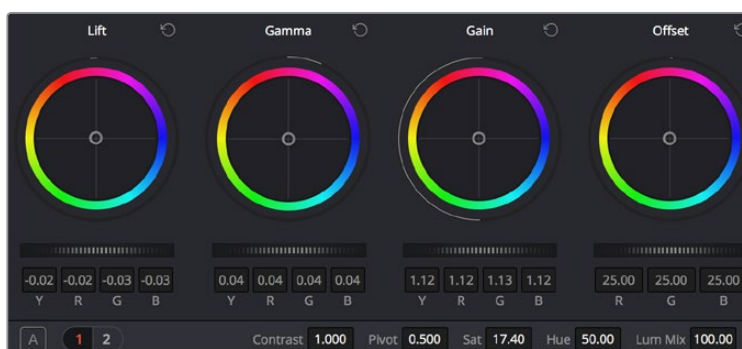 Lift Gamma Gain Offset
-0.02 -0.02 -0.03 -0.03 0.04 0.04 0.04 0.04 1.12 1.12 1.13 1.12 25.00 25.00 25.00
Y R G B Y R G B Y R G B R G B
A 1 2 Contrast 1.000 Pivot 0.500 Sat 17.40 Hue 50.00 Lum Mix 100.00